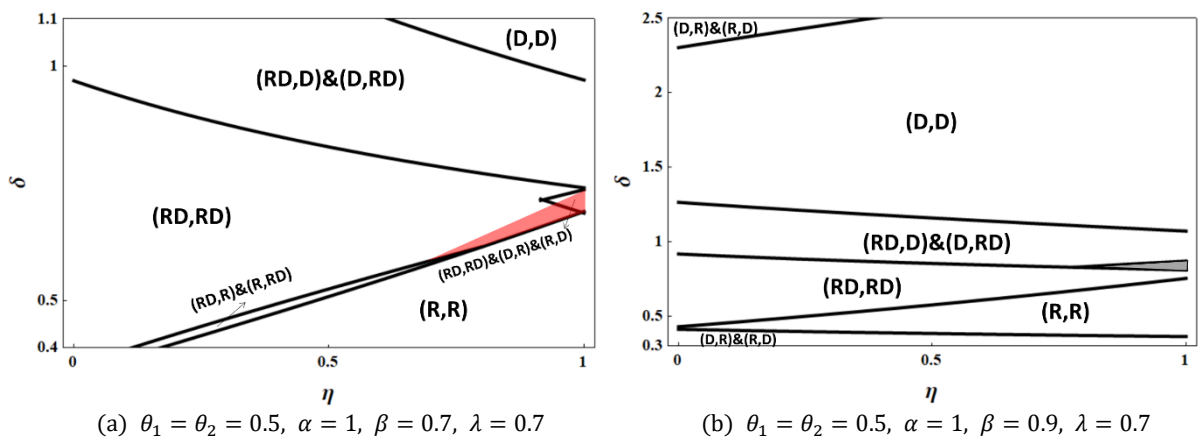 1.1
(D,D)
1
(RD,D)&(D,RD)
δ
(RD,RD)
(RD,RD)&(D,R)&(R,D)
(RD,R)&(R,RD)
0.5
(R,R)
0.4
0
0.5
1
η
(a) θ₁ = θ₂ = 0.5, α = 1, β = 0.7, λ = 0.7
2.5
(D,R)&(R,D)
2
(D,D)
1.5
δ
1
(RD,D)&(D,RD)
(RD,RD)
0.5
(R,R)
0.3
(D,R)&(R,D)
0
0.5
1
η
(b) θ₁ = θ₂ = 0.5, α = 1, β = 0.9, λ = 0.7